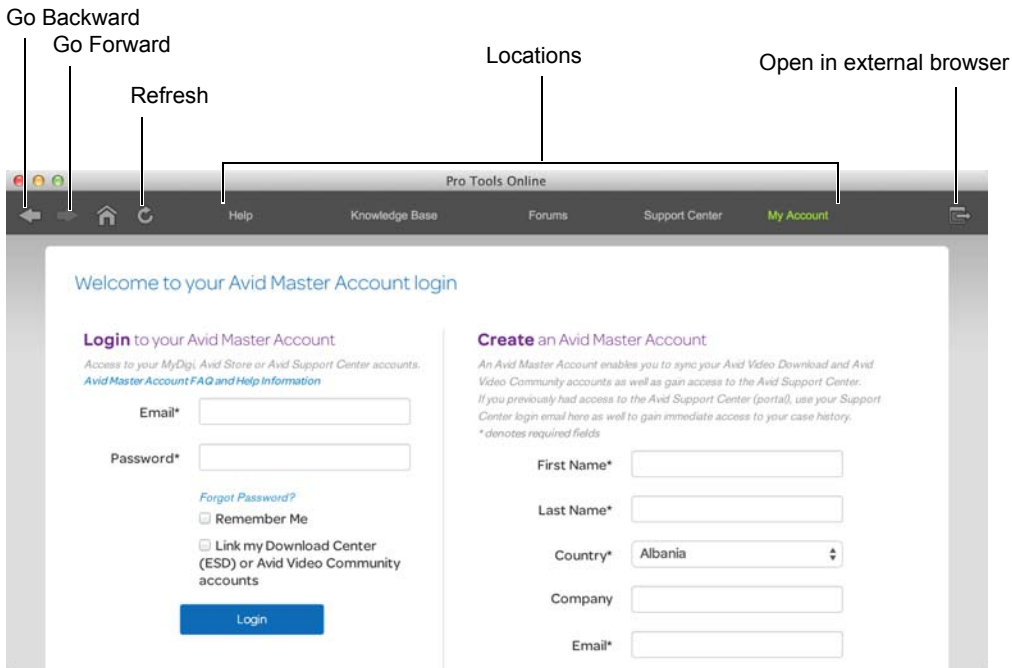 Go Backward
Go Forward
Locations
Open in external browser
Refresh
Pro Tools Online
Help Knowledge Base Forums Support Center My Account
Welcome to your Avid Master Account login
Login to your Avid Master Account
Access to your MyDigi, Avid Store or Avid Support Center accounts.
Avid Master Account FAQ and Help Information
Email*
Password*
Forgot Password?
Remember Me
Link my Download Center
(ESD) or Avid Video Community
accounts
Login
Create an Avid Master Account
An Avid Master Account enables you to sync your Avid Video Download and Avid
Video Community accounts as well as gain access to the Avid Support Center.
If you previously had access to the Avid Support Center (portal), use your Support
Center login email here as well to gain immediate access to your case history.
* denotes required fields
First Name*
Last Name*
Country* Albania
Company
Email*